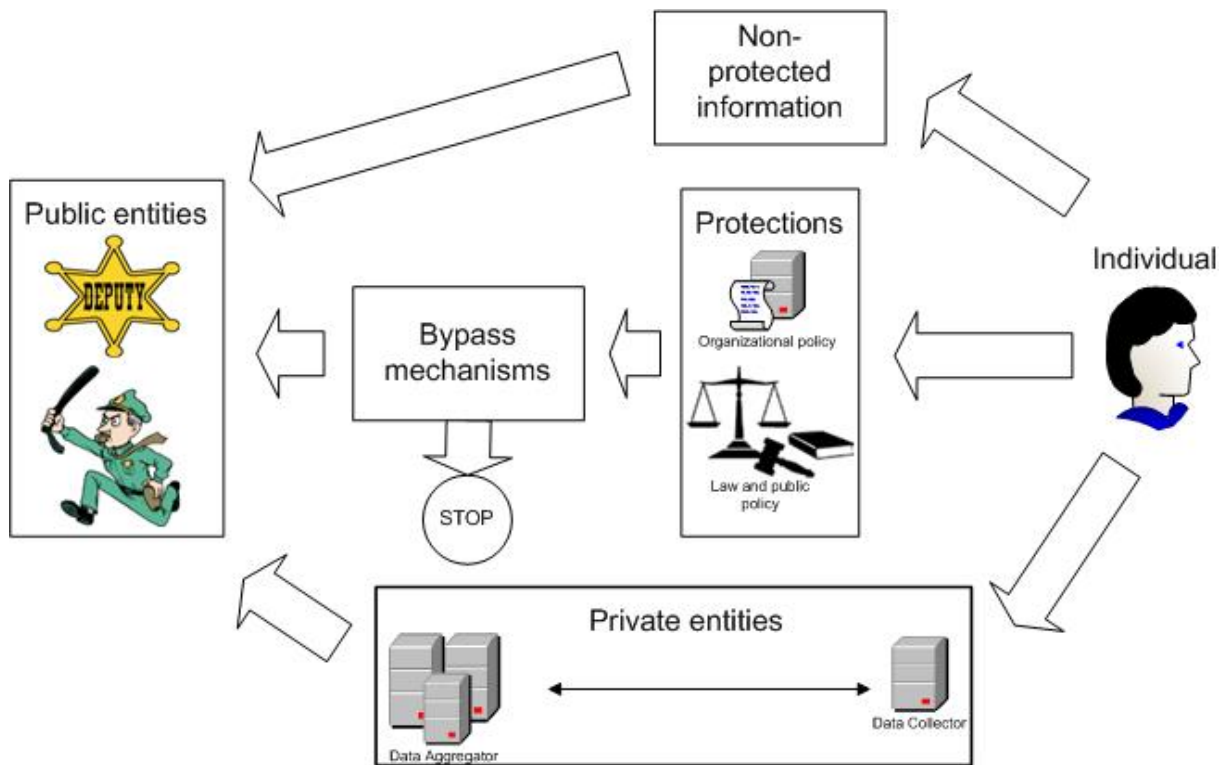 Non-
protected
information
Public entities
DEPUTY
Bypass
mechanisms
STOP
Protections
Organizational policy
Law and public
policy
Individual
Private entities
Data Aggregator
Data Collector